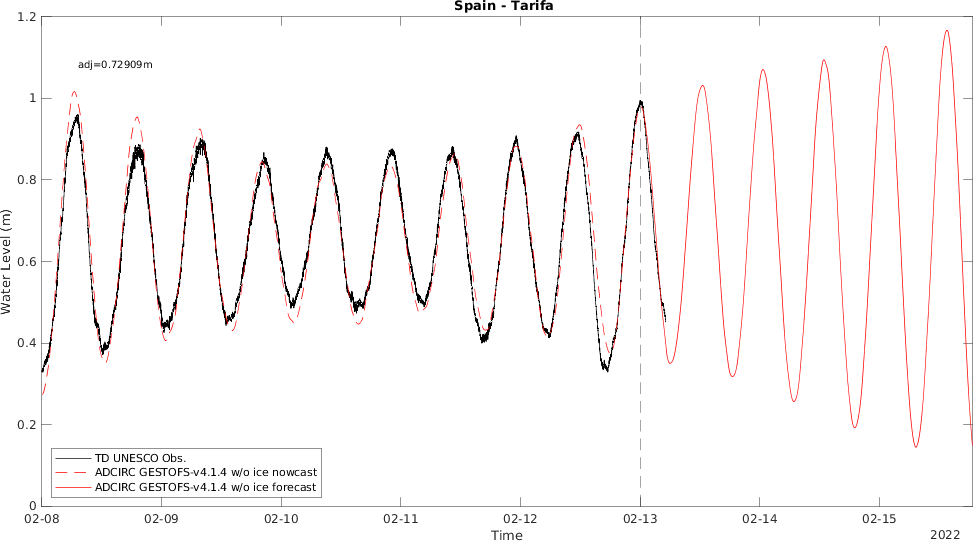 Spain - Tarifa
1.2
1
0.8
0.6
0.4
0.2
0
Water Level (m)
adj=0.72909m
TD UNESCO Obs.
ADCIRC GESTOFS-v4.1.4 w/o ice nowcast
ADCIRC GESTOFS-v4.1.4 w/o ice forecast
02-08 02-09 02-10 02-11 02-12 02-13 02-14 02-15
Time
2022